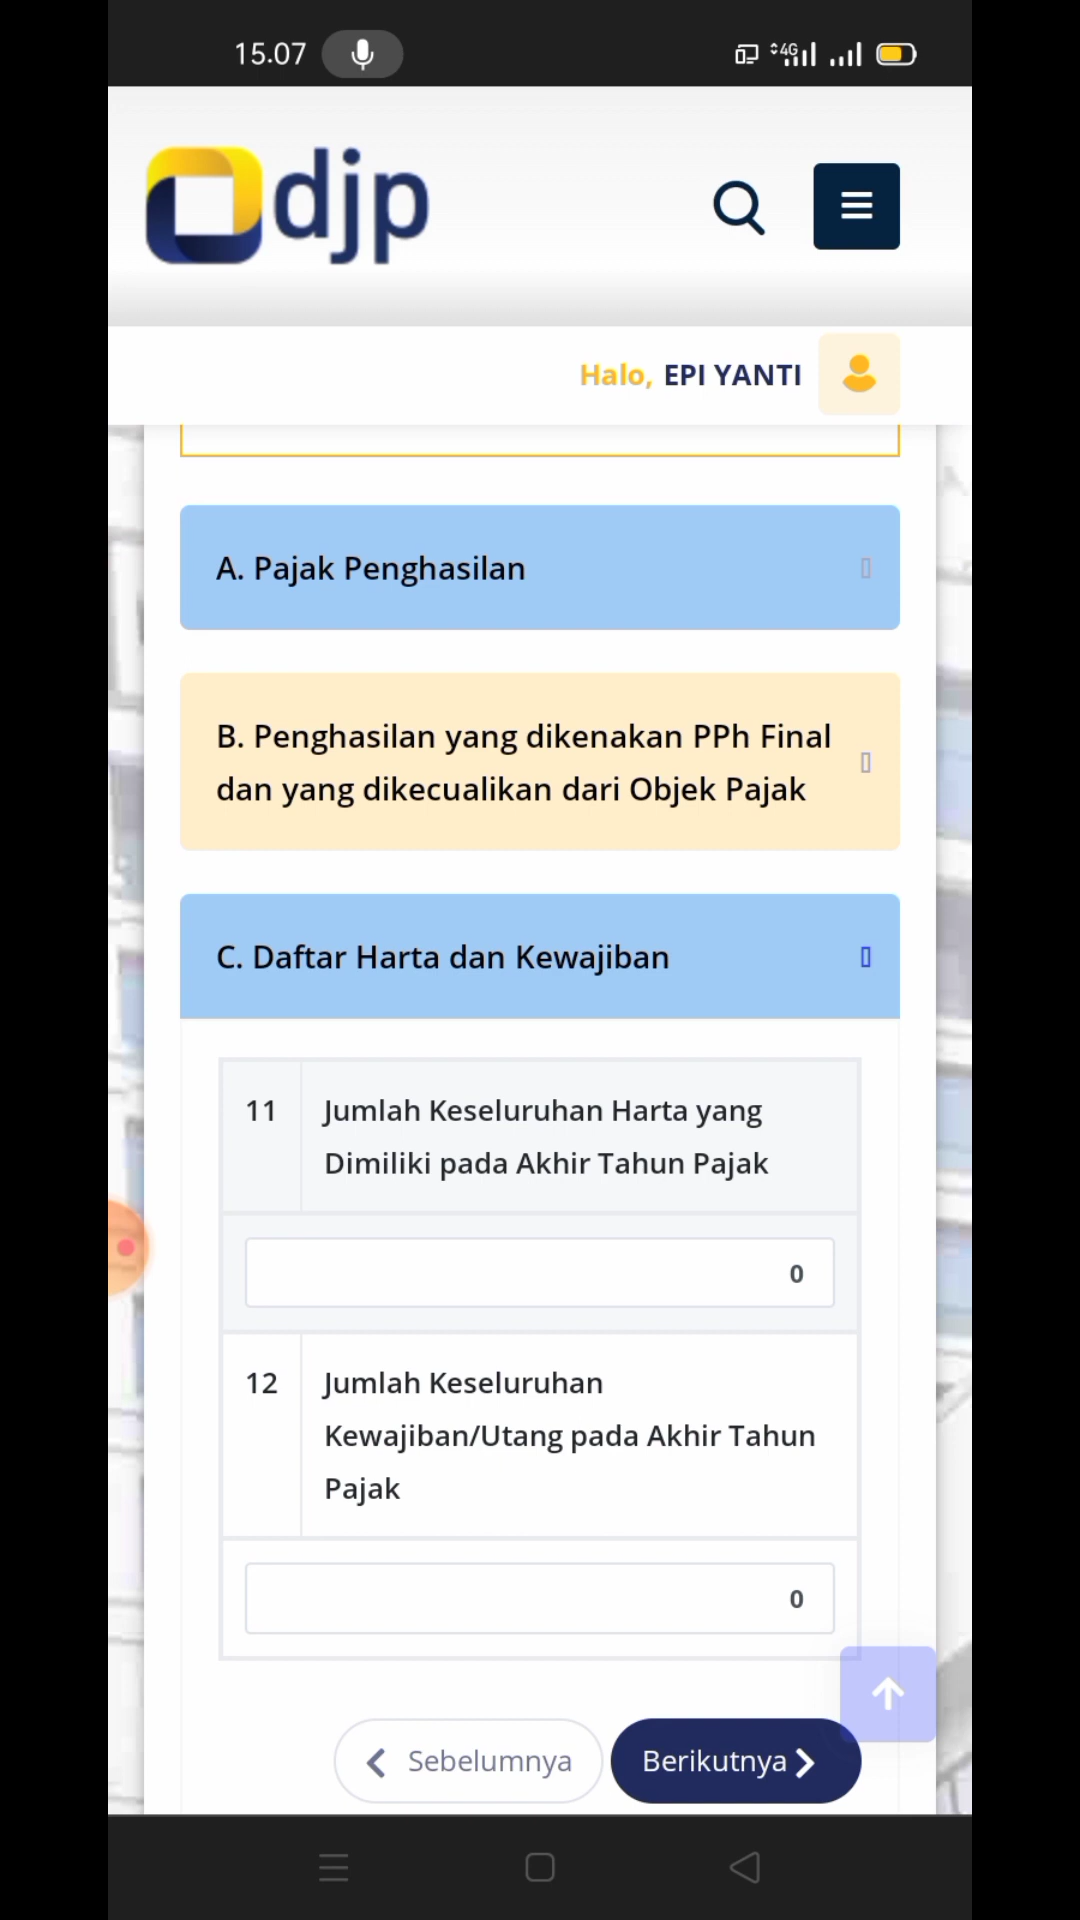 15.07
4G
djp
Halo, EPI YANTI
A. Pajak Penghasilan
B. Penghasilan yang dikenakan PPh Final
dan yang dikecualikan dari Objek Pajak
C. Daftar Harta dan Kewajiban
11 Jumlah Keseluruhan Harta yang
Dimiliki pada Akhir Tahun Pajak
0
12 Jumlah Keseluruhan
Kewajiban/Utang pada Akhir Tahun
Pajak
0
Sebelumnya
Berikutnya